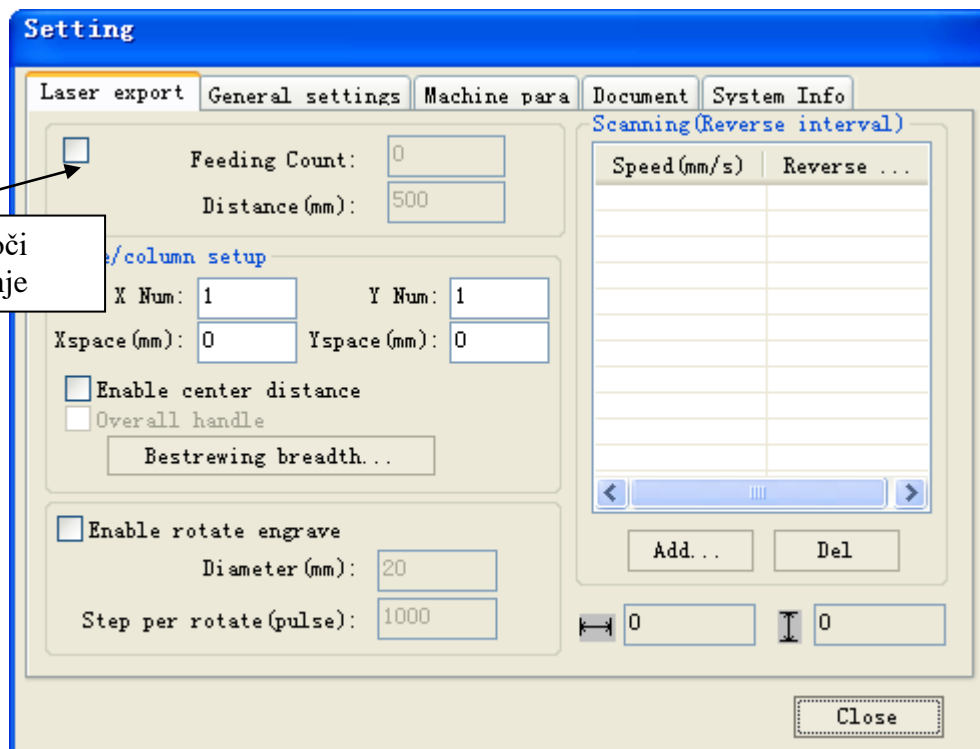 Setting
Laser export General settings Machine para Document System Info
Feeding Count: 0
Distance(mm): 500
/column setup
X Num: 1 Y Num: 1
Xspace(mm): 0 Yspace(mm): 0
Enable center distance
Overall handle
Bestrewing breadth...
Enable rotate engrave
Diameter(mm): 20
Step per rotate(pulse): 1000
Scanning(Reverse interval)
Speed(mm/s) Reverse ...
Add... Del
0 0
Close